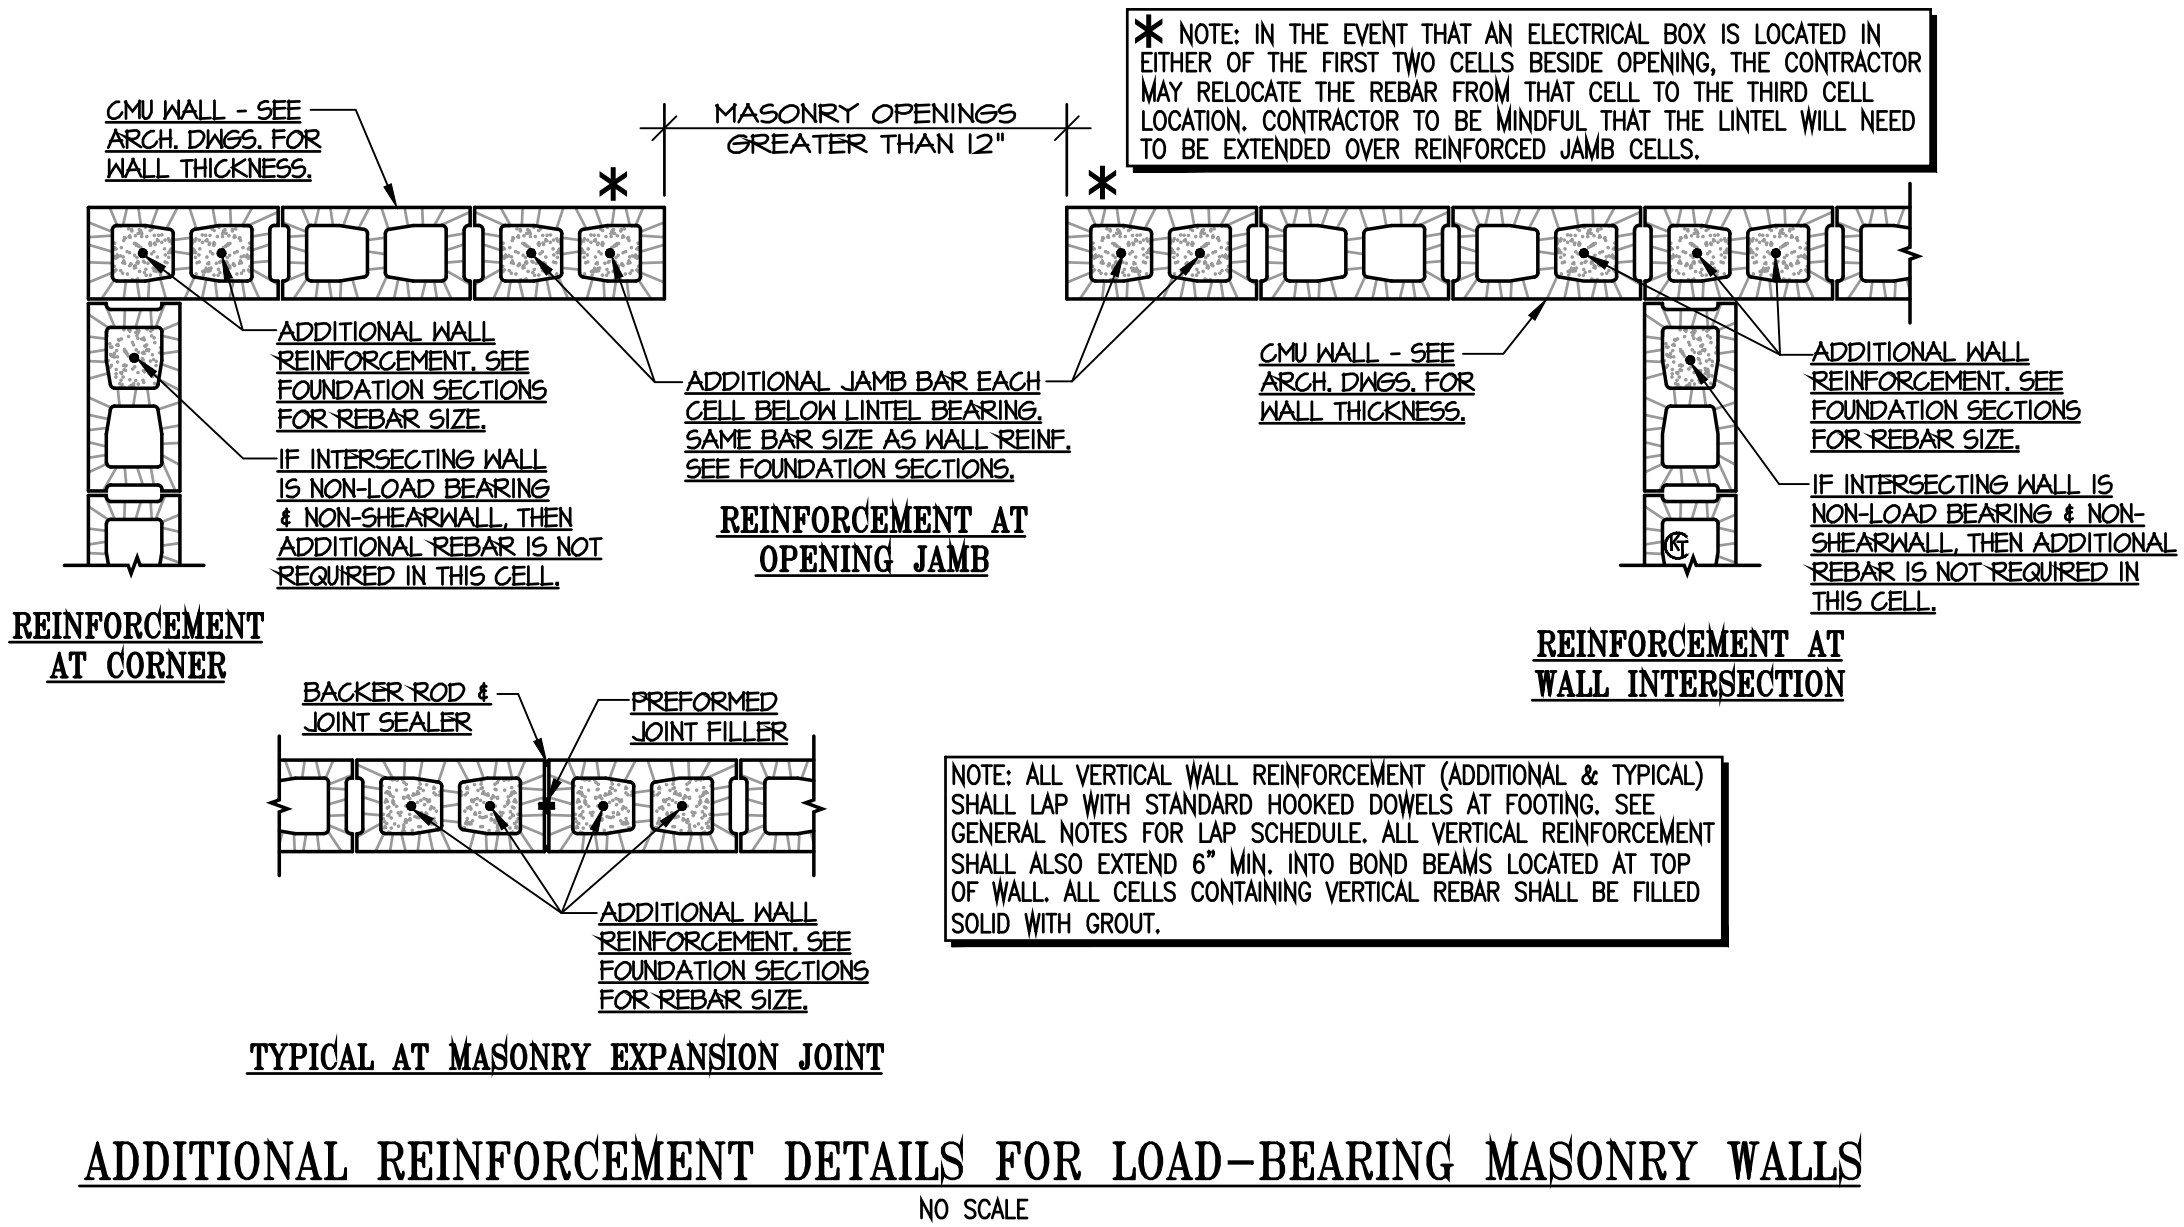 * NOTE: IN THE EVENT THAT AN ELECTRICAL BOX IS LOCATED IN
EITHER OF THE FIRST TWO CELLS BESIDE OPENING, THE CONTRACTOR
MAY RELOCATE THE REBAR FROM THAT CELL TO THE THIRD CELL
LOCATION. CONTRACTOR TO BE MINDFUL THAT THE LINTEL WILL NEED
TO BE EXTENDED OVER REINFORCED JAMB CELLS.
CMU WALL - SEE
ARCH. DWGS. FOR
WALL THICKNESS.
MASONRY OPENINGS
GREATER THAN 12"
*
*
ADDITIONAL WALL
REINFORCEMENT. SEE
FOUNDATION SECTIONS
FOR REBAR SIZE.
IF INTERSECTING WALL
IS NON-LOAD BEARING
& NON-SHEARWALL, THEN
ADDITIONAL REBAR IS NOT
REQUIRED IN THIS CELL.
REINFORCEMENT
AT CORNER
ADDITIONAL JAMB BAR EACH
CELL BELOW LINTEL BEARING.
SAME BAR SIZE AS WALL REINF.
SEE FOUNDATION SECTIONS.
REINFORCEMENT AT
OPENING JAMB
CMU WALL - SEE
ARCH. DWGS. FOR
WALL THICKNESS.
ADDITIONAL WALL
REINFORCEMENT. SEE
FOUNDATION SECTIONS
FOR REBAR SIZE.
IF INTERSECTING WALL IS
NON-LOAD BEARING & NON-
SHEARWALL, THEN ADDITIONAL
REBAR IS NOT REQUIRED IN
THIS CELL.
REINFORCEMENT AT
WALL INTERSECTION
BACKER ROD &
JOINT SEALER
PREFORMED
JOINT FILLER
ADDITIONAL WALL
REINFORCEMENT. SEE
FOUNDATION SECTIONS
FOR REBAR SIZE.
TYPICAL AT MASONRY EXPANSION JOINT
NOTE: ALL VERTICAL WALL REINFORCEMENT (ADDITIONAL & TYPICAL)
SHALL LAP WITH STANDARD HOOKED DOWELS AT FOOTING. SEE
GENERAL NOTES FOR LAP SCHEDULE. ALL VERTICAL REINFORCEMENT
SHALL ALSO EXTEND 6" MIN. INTO BOND BEAMS LOCATED AT TOP
OF WALL. ALL CELLS CONTAINING VERTICAL REBAR SHALL BE FILLED
SOLID WITH GROUT.
ADDITIONAL REINFORCEMENT DETAILS FOR LOAD-BEARING MASONRY WALLS
NO SCALE